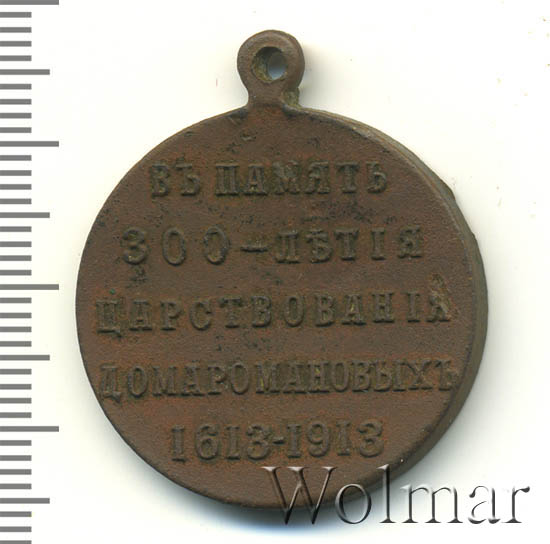 ВЪ ПАМЯТЬ
300-ЛѢТІЯ
ЦАРСТВОВАНІЯ
ДОМАРОМАНОВЫХЪ
1613-1913
Wolmar